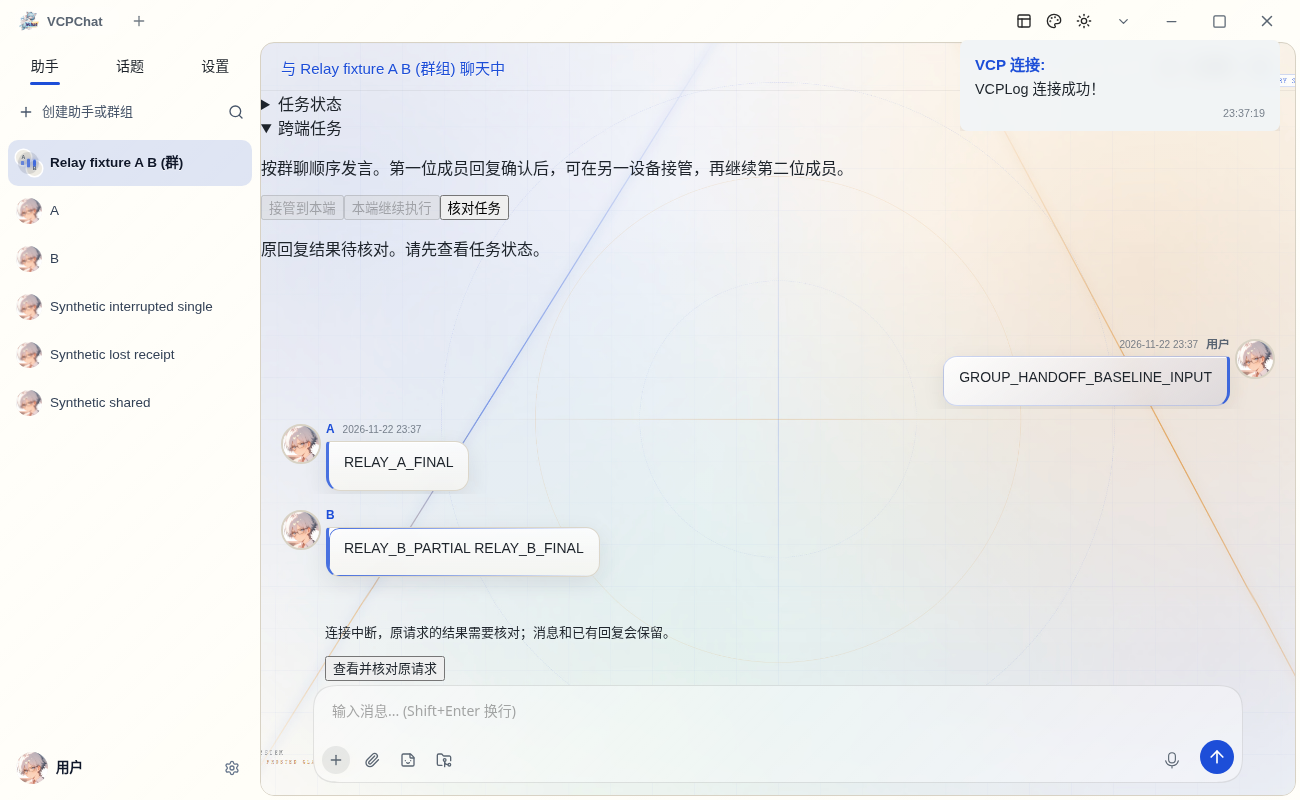 VCPChat
助手
话题
设置
创建助手或群组
Relay fixture A B (群)
A
B
Synthetic interrupted single
Synthetic lost receipt
Synthetic shared
用户
与 Relay fixture A B (群组) 聊天中
VCP 连接:
VCPLog 连接成功!
23:37:19
任务状态
跨端任务
按群聊顺序发言。第一位成员回复确认后，可在另一设备接管，再继续第二位成员。
接管到本端
本端继续执行
核对任务
原回复结果待核对。请先查看任务状态。
2026-11-22 23:37 用户
GROUP_HANDOFF_BASELINE_INPUT
A 2026-11-22 23:37
RELAY_A_FINAL
B
RELAY_B_PARTIAL RELAY_B_FINAL
连接中断，原请求的结果需要核对；消息和已有回复会保留。
查看并核对原请求
输入消息... (Shift+Enter 换行)